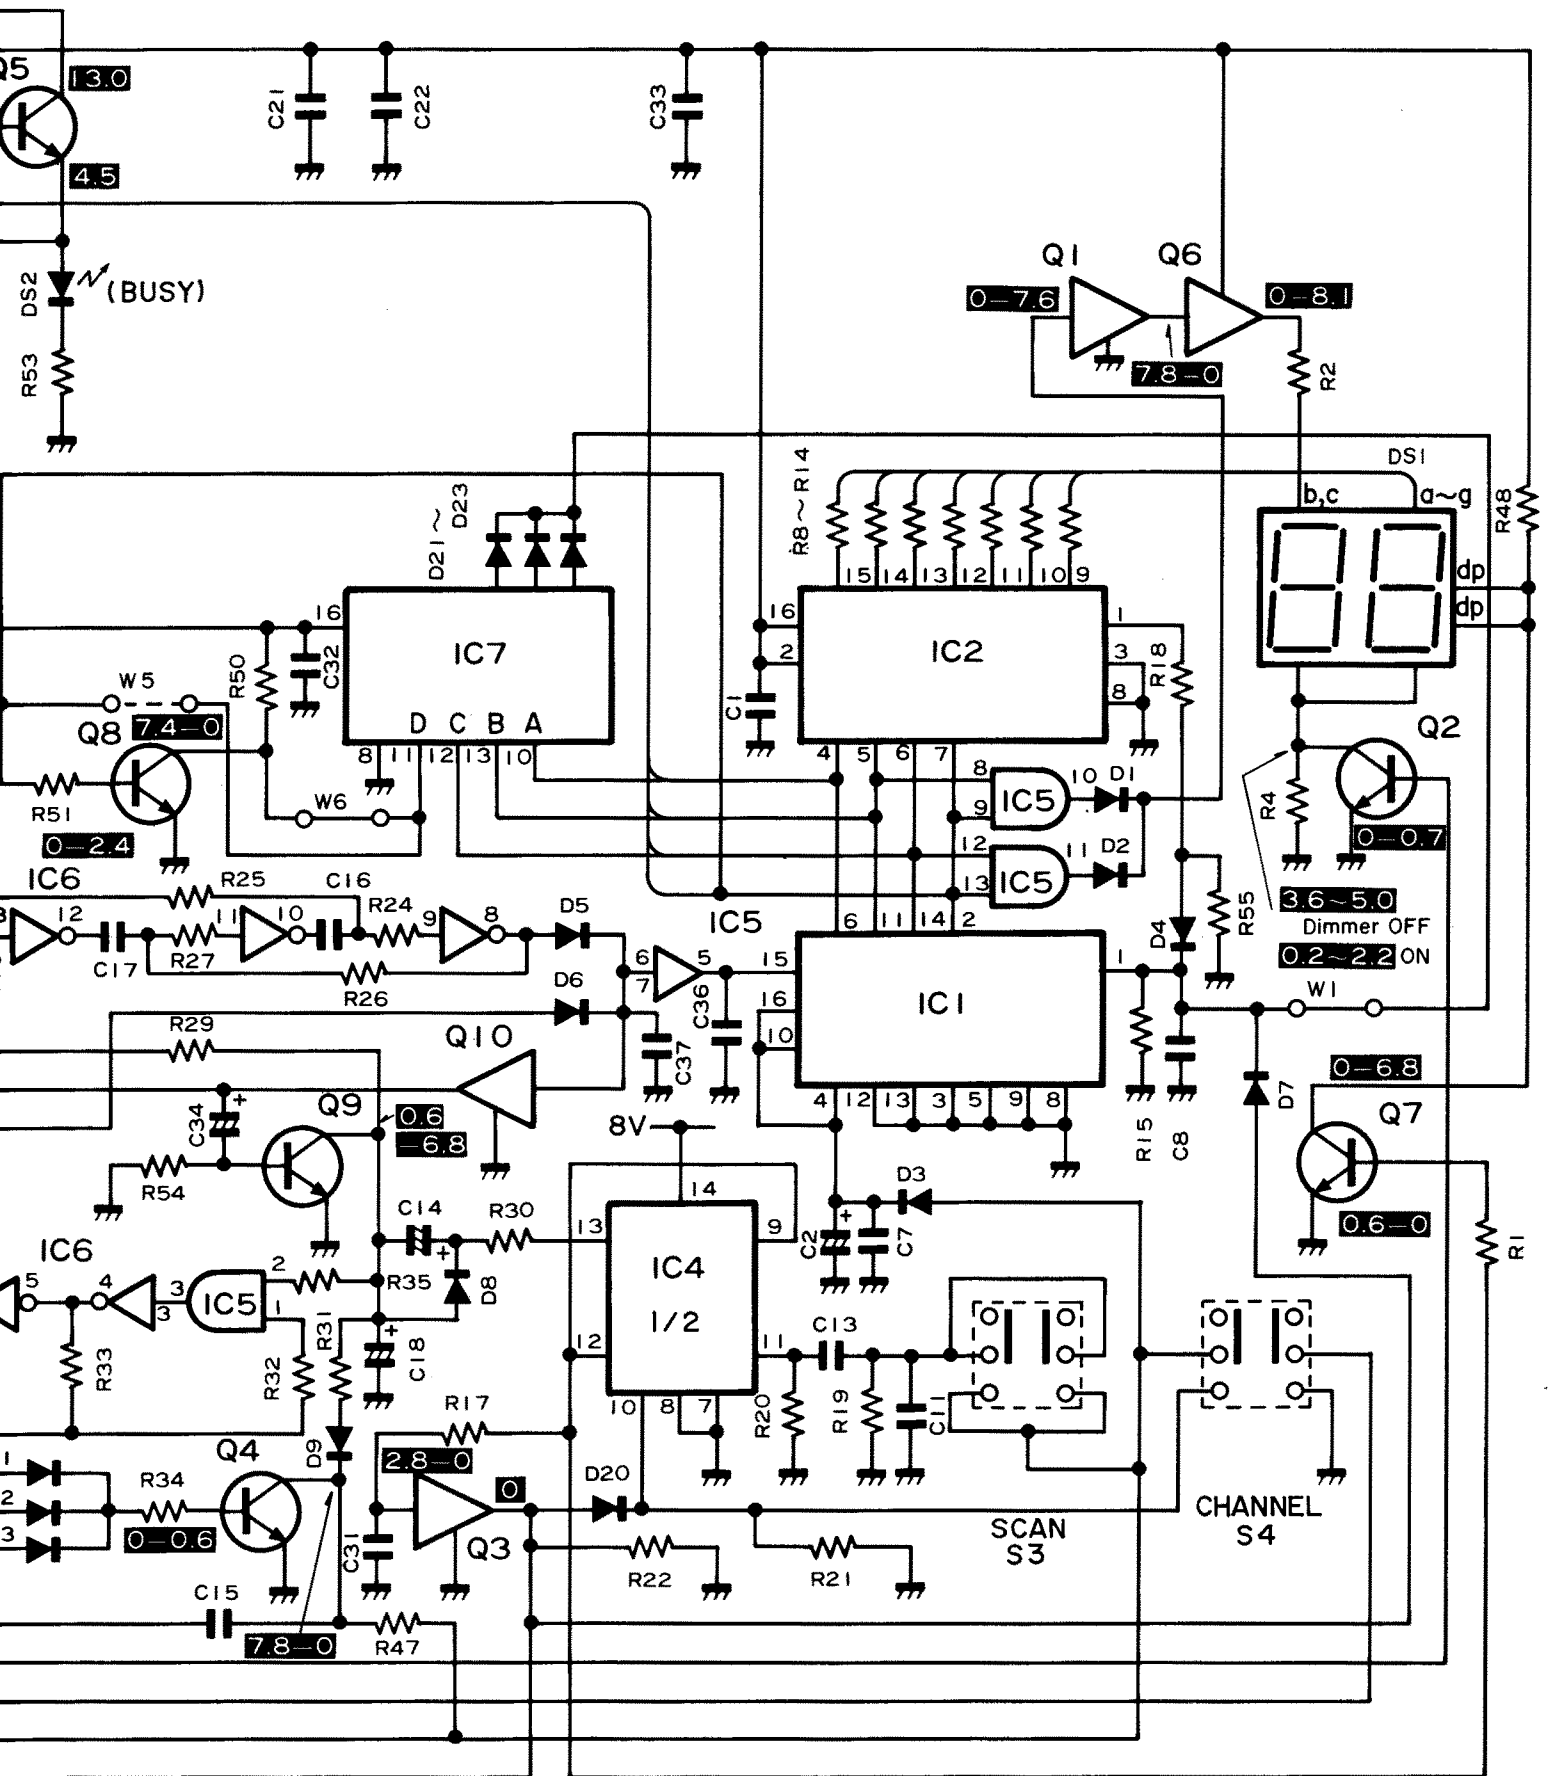 Q5
13.0
C21
C22
C33
4.5
DS2
(BUSY)
R53
Q1
Q6
0–7.6
0–8.1
7.8–0
R2
DS1
b,c
a~g
R48
D21~
D23
R8~R14
15 14 13 12 11 10 9
dp
dp
16
IC7
16
IC2
1
2
3
8
R18
R50
C32
C1
W5
Q8
7.4–0
D C B A
8 11 12 13 10
4 5 6 7
Q2
R51
W6
8
IC5
10
D1
9
R4
0–0.7
0–2.4
12
IC5
11
D2
13
IC6
R25
C16
3.6~5.0
Dimmer OFF
0.2~2.2 ON
12
C17
11
R27
10
R24
9
8
D5
IC5
6 11 14 2
D4
R55
R26
D6
6
7
5
15
IC1
1
C36
16
10
W1
R29
Q10
C37
R15
C8
D7
0–6.8
C34
Q9
0.6
–6.8
4 12 13 3 5 9 8
Q7
8V
R54
D3
C14
R30
14
13
IC4
1/2
9
C2
C7
0.6–0
R1
IC6
5
4
3
3
IC5
2
1
R35
D8
R33
R32
R31
C18
12
11
C13
R20
R19
C11
10 8 7
R17
2.8–0
0
Q4
D9
1
2
3
R34
0–0.6
D20
C31
Q3
R22
R21
SCAN
S3
CHANNEL
S4
C15
7.8–0
R47